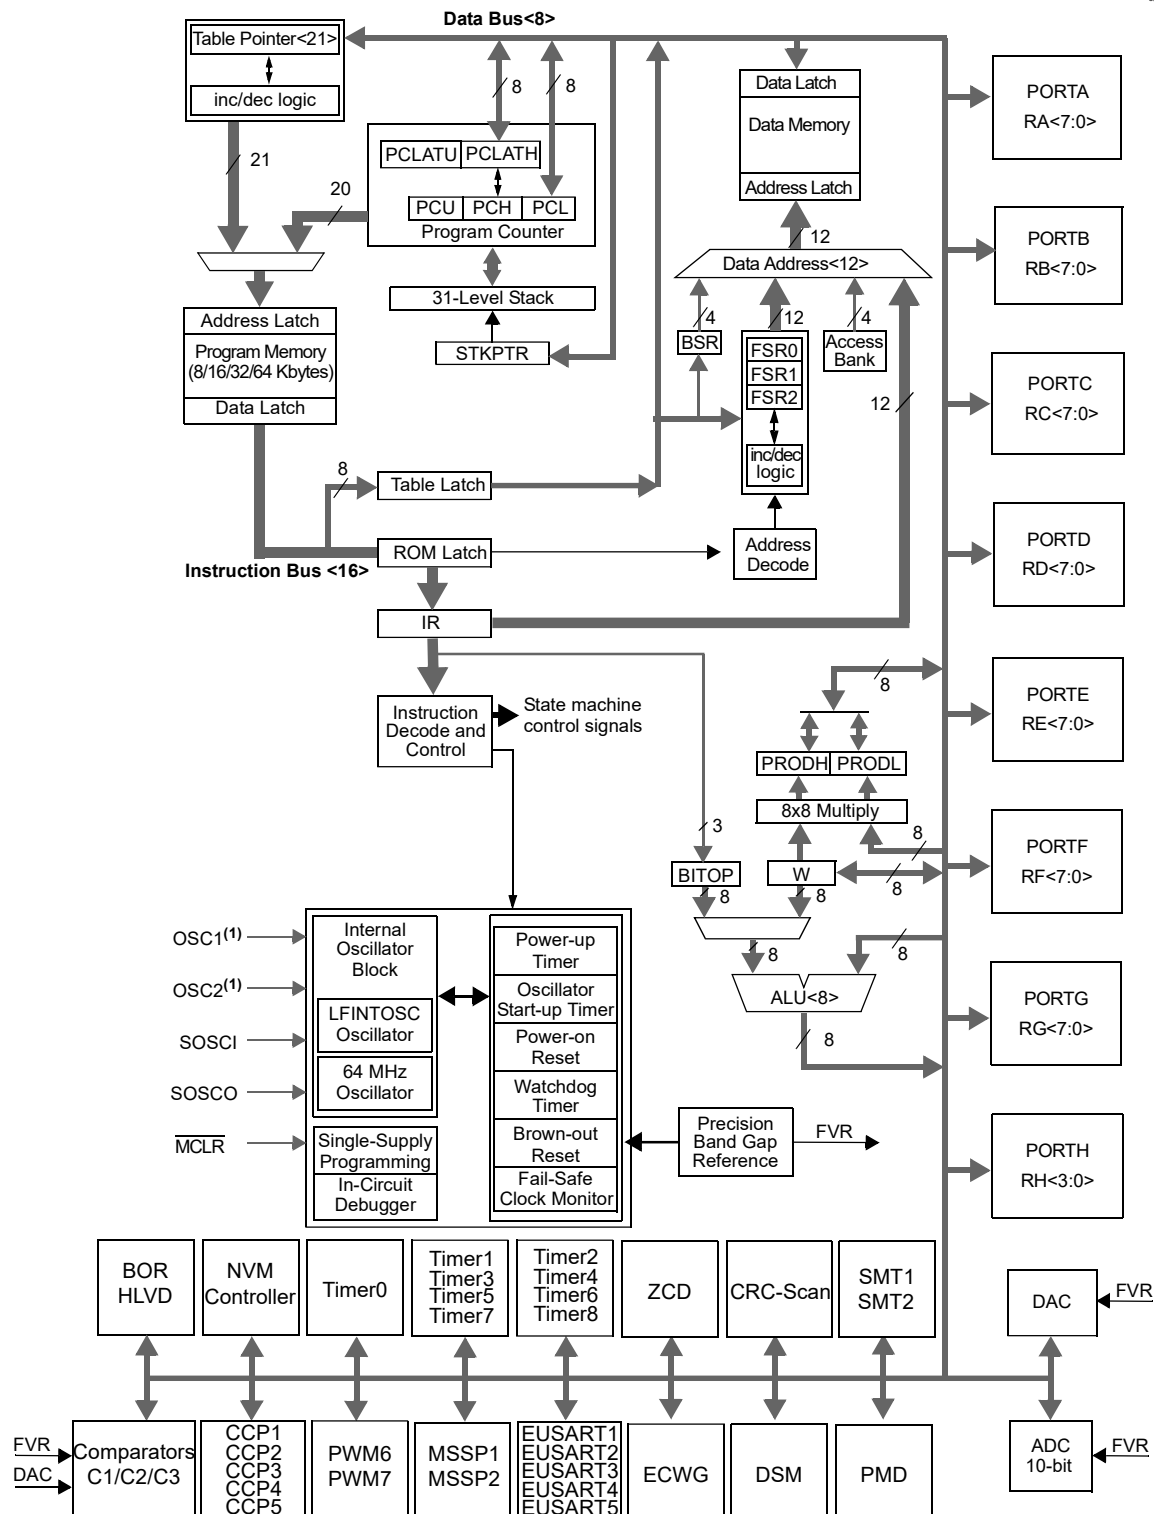 Data Bus<8>
Table Pointer<21>
inc/dec logic
21
20
8
8
PCLATU PCLATH
PCU PCH PCL
Program Counter
31-Level Stack
STKPTR
Address Latch
Program Memory
(8/16/32/64 Kbytes)
Data Latch
8
Table Latch
ROM Latch
Instruction Bus <16>
IR
Instruction
Decode and
Control
State machine
control signals
Data Latch
Data Memory
Address Latch
12
Data Address<12>
4
12
4
BSR
FSR0
FSR1
FSR2
inc/dec
logic
Access
Bank
12
Address
Decode
8
PRODH PRODL
8x8 Multiply
3
8
BITOP
W
8
8
8
8
8
ALU<8>
8
PORTA
RA<7:0>
PORTB
RB<7:0>
PORTC
RC<7:0>
PORTD
RD<7:0>
PORTE
RE<7:0>
PORTF
RF<7:0>
PORTG
RG<7:0>
PORTH
RH<3:0>
OSC1(1)
OSC2(1)
SOSCI
SOSCO
MCLR
Internal
Oscillator
Block
LFINTOSC
Oscillator
64 MHz
Oscillator
Single-Supply
Programming
In-Circuit
Debugger
Power-up
Timer
Oscillator
Start-up Timer
Power-on
Reset
Watchdog
Timer
Brown-out
Reset
Fail-Safe
Clock Monitor
Precision
Band Gap
Reference
FVR
BOR
HLVD
NVM
Controller
Timer0
Timer1
Timer3
Timer5
Timer7
Timer2
Timer4
Timer6
Timer8
ZCD
CRC-Scan
SMT1
SMT2
DAC
FVR
FVR
DAC
Comparators
C1/C2/C3
CCP1
CCP2
CCP3
CCP4
CCP5
PWM6
PWM7
MSSP1
MSSP2
EUSART1
EUSART2
EUSART3
EUSART4
EUSART5
ECWG
DSM
PMD
ADC
10-bit
FVR